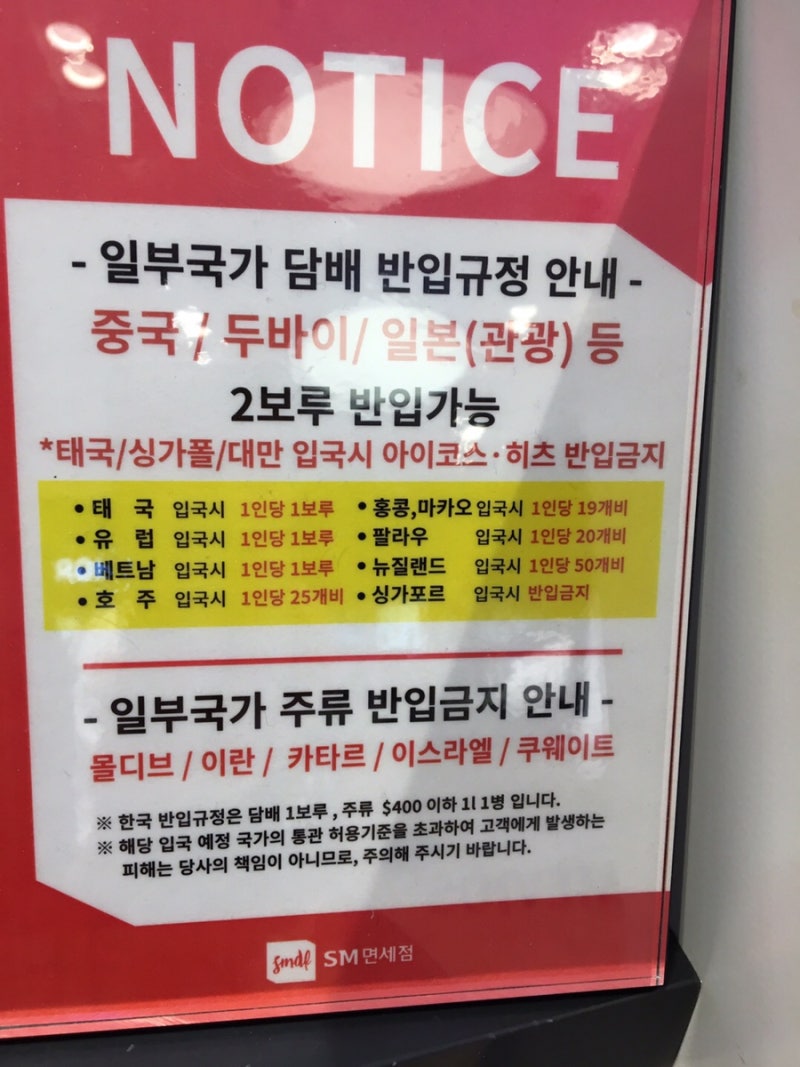 NOTICE
- 일부국가 담배 반입규정 안내 -
중국 / 두바이/ 일본(관광) 등
2보루 반입가능
*태국/싱가폴/대만 입국시 아이코스·히츠 반입금지
• 태 국 입국시 1인당 1보루 • 홍콩,마카오 입국시 1인당 19개비
• 유 럽 입국시 1인당 1보루 • 팔라우 입국시 1인당 20개비
• 베트남 입국시 1인당 1보루 • 뉴질랜드 입국시 1인당 50개비
• 호 주 입국시 1인당 25개비 • 싱가포르 입국시 반입금지
- 일부국가 주류 반입금지 안내 -
몰디브 / 이란 / 카타르 / 이스라엘 / 쿠웨이트
※ 한국 반입규정은 담배 1보루 , 주류 $400 이하 1l 1병 입니다.
※ 해당 입국 예정 국가의 통관 허용기준을 초과하여 고객에게 발생하는
피해는 당사의 책임이 아니므로, 주의해 주시기 바랍니다.
smdf SM면세점